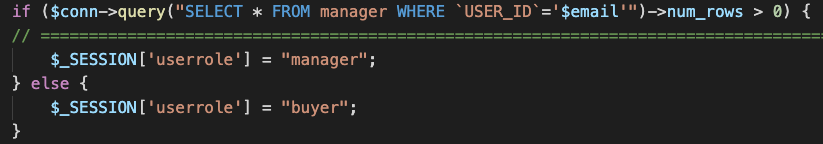 if ($conn->query("SELECT * FROM manager WHERE `USER_ID`='$email'")->num_rows > 0) {
// ============================================================================
$_SESSION['userrole'] = "manager";
} else {
$_SESSION['userrole'] = "buyer";
}